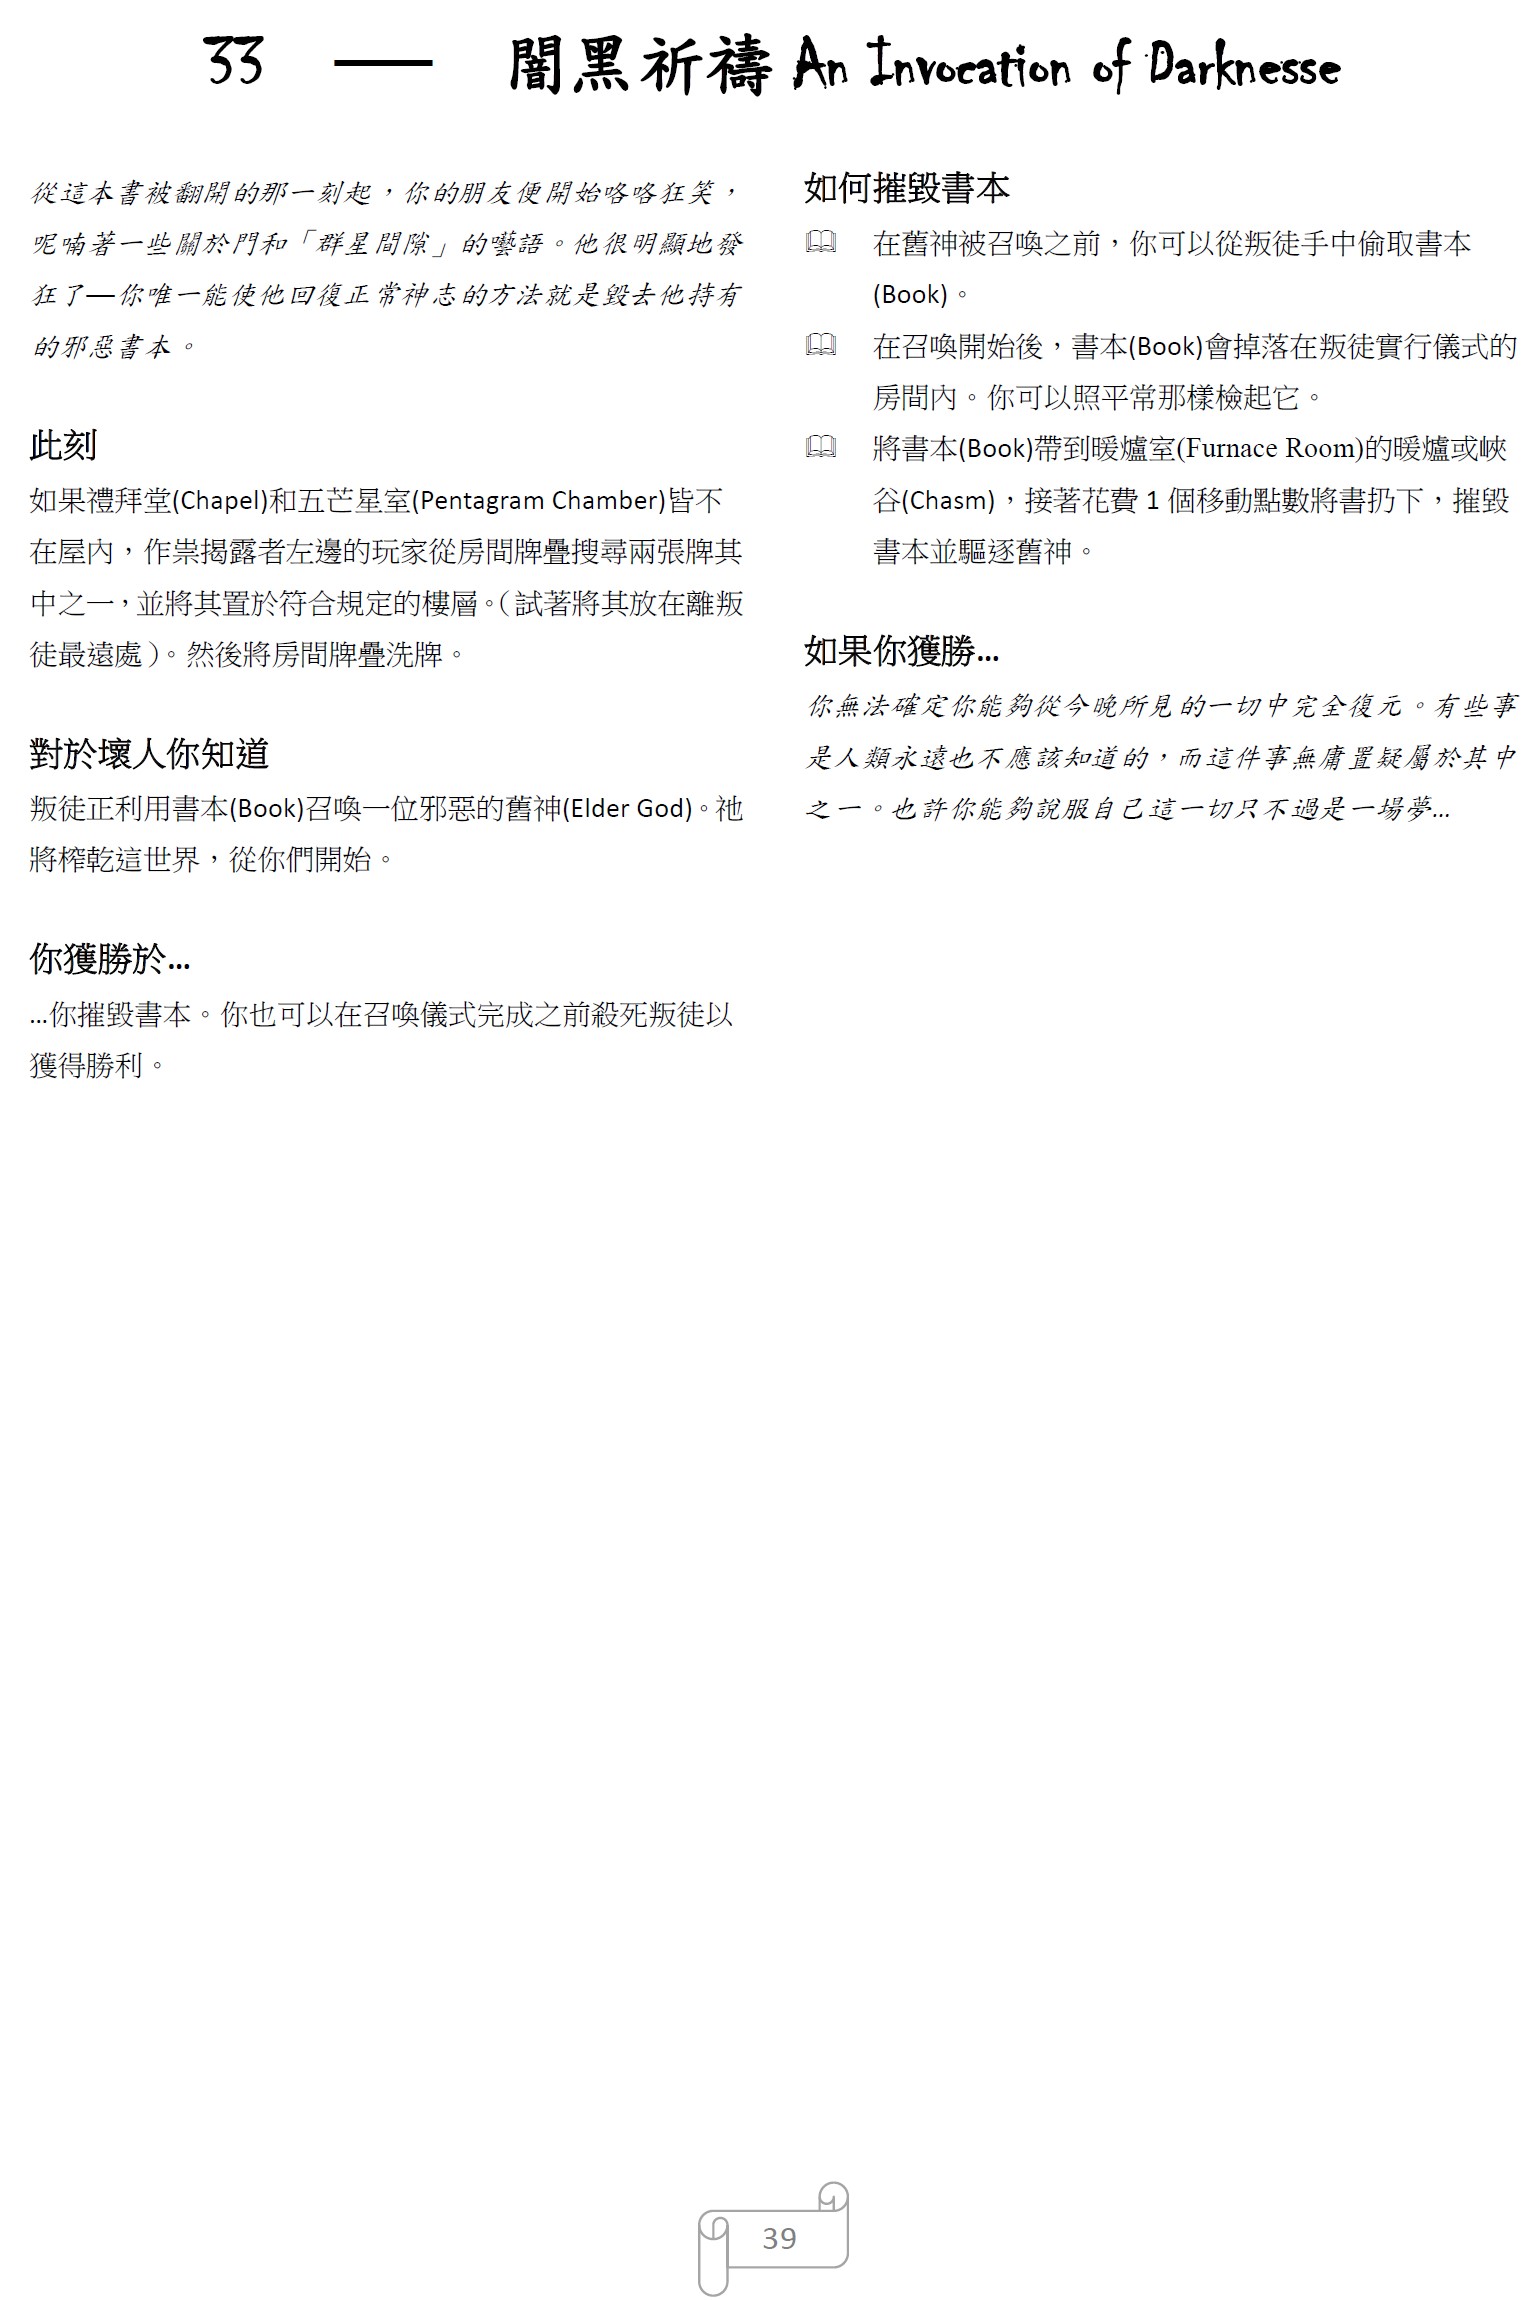 33 — 闇黑祈禱 An Invocation of Darknesse
從這本書被翻開的那一刻起，你的朋友便開始咯咯狂笑，
呢喃著一些關於門和「群星間隙」的囈語。他很明顯地發
狂了—你唯一能使他回復正常神志的方法就是毀去他持有
的邪惡書本。
此刻
如果禮拜堂(Chapel)和五芒星室(Pentagram Chamber)皆不
在屋內，作祟揭露者左邊的玩家從房間牌疊搜尋兩張牌其
中之一，並將其置於符合規定的樓層。（試著將其放在離叛
徒最遠處）。然後將房間牌疊洗牌。
對於壞人你知道
叛徒正利用書本(Book)召喚一位邪惡的舊神(Elder God)。祂
將榨乾這世界，從你們開始。
你獲勝於…
…你摧毀書本。你也可以在召喚儀式完成之前殺死叛徒以
獲得勝利。
如何摧毀書本
在舊神被召喚之前，你可以從叛徒手中偷取書本
(Book)。
在召喚開始後，書本(Book)會掉落在叛徒實行儀式的
房間內。你可以照平常那樣檢起它。
將書本(Book)帶到暖爐室(Furnace Room)的暖爐或峽
谷(Chasm)，接著花費 1 個移動點數將書扔下，摧毀
書本並驅逐舊神。
如果你獲勝…
你無法確定你能夠從今晚所見的一切中完全復元。有些事
是人類永遠也不應該知道的，而這件事無庸置疑屬於其中
之一。也許你能夠說服自己這一切只不過是一場夢…
39